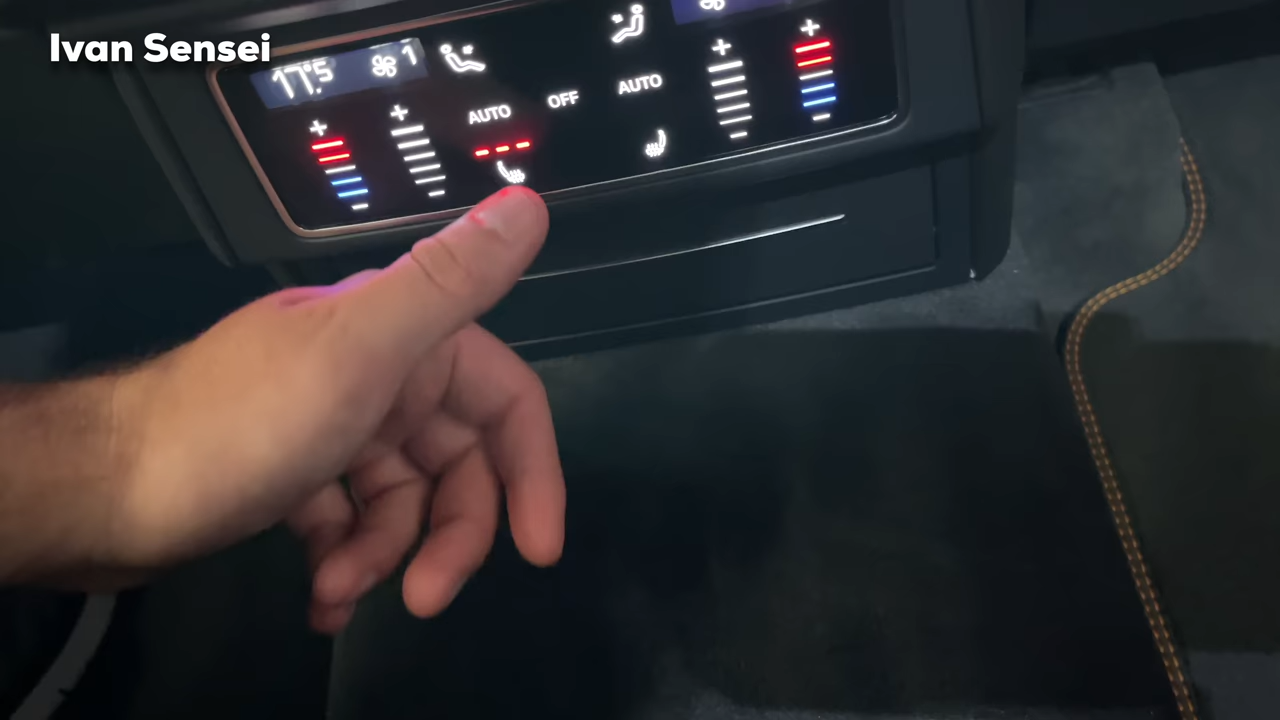 Ivan Sensei
17.5 1
+ + AUTO OFF AUTO + +